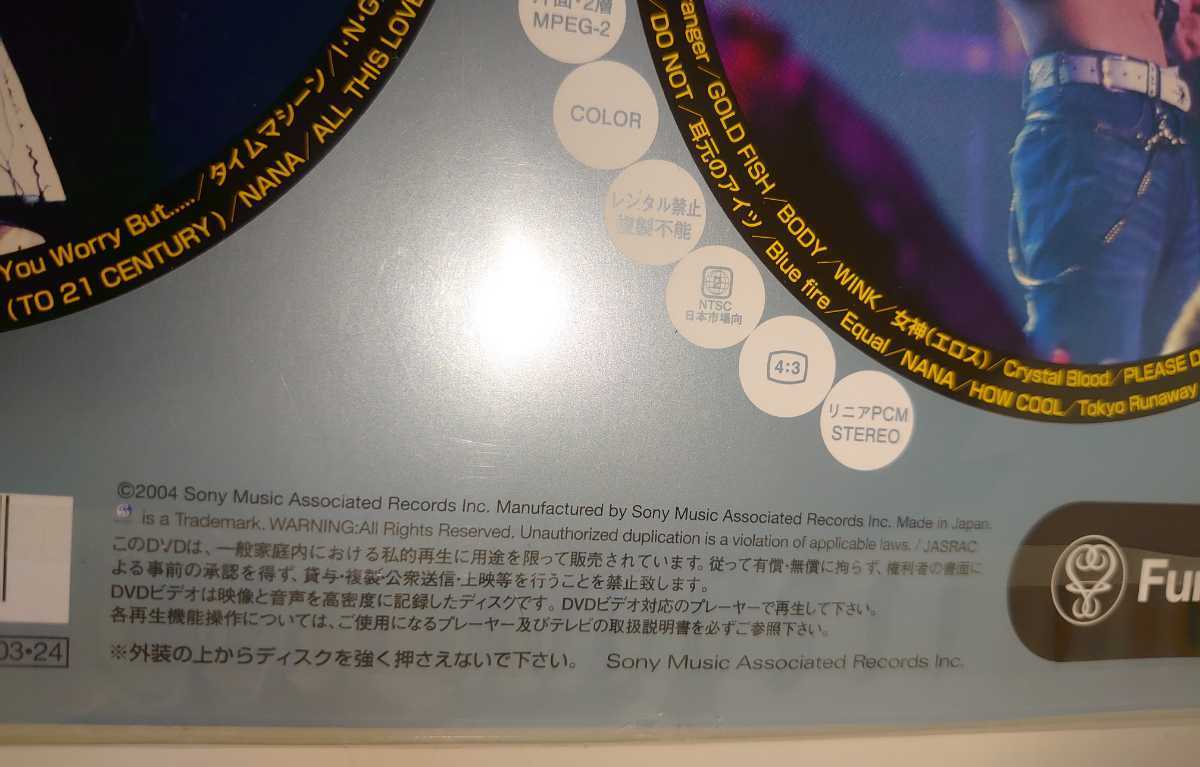 片面・2層
MPEG-2
COLOR
レンタル禁止
複製不能
NTSC
日本市場向
4:3
リニアPCM
STEREO
You Worry But...../タイムマシーン/I・N・G
(TO 21 CENTURY)/NANA/ALL THIS LOVE
anger/GOLD FISH/BODY/WINK/女神(エロス)/Crystal Blood/PLEASE D
/DO NOT/耳元のアイツ/Blue fire/Equal/NANA/HOW COOL/Tokyo Runaway
©2004 Sony Music Associated Records Inc. Manufactured by Sony Music Associated Records Inc. Made in Japan.
is a Trademark. WARNING:All Rights Reserved. Unauthorized duplication is a violation of applicable laws. / JASRAC
このDVDは、一般家庭内における私的再生に用途を限って販売されています。従って有償・無償に拘らず、権利者の書面に
よる事前の承認を得ず、貸与・複製・公衆送信・上映等を行うことを禁止致します。
DVDビデオは映像と音声を高密度に記録したディスクです。DVDビデオ対応のプレーヤーで再生して下さい。
各再生機能操作については、ご使用になるプレーヤー及びテレビの取扱説明書を必ずご参照下さい。
03・24
※外装の上からディスクを強く押さえないで下さい。 Sony Music Associated Records Inc.
Fu